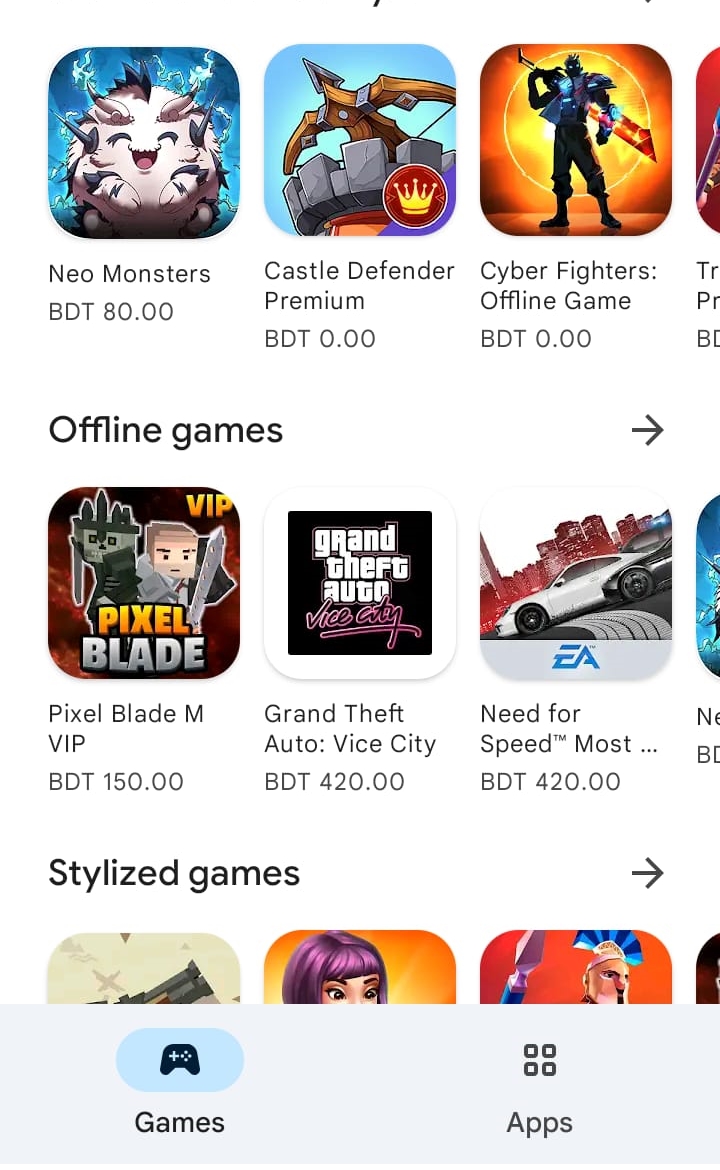 Neo Monsters
BDT 80.00
Castle Defender
Premium
BDT 0.00
Cyber Fighters:
Offline Game
BDT 0.00
Tr
Pr
BD
Offline games
VIP
PIXEL
BLADE
grand
theft
auto
Vice City
EA
Pixel Blade M
VIP
BDT 150.00
Grand Theft
Auto: Vice City
BDT 420.00
Need for
Speed™ Most ...
BDT 420.00
Ne
BD
Stylized games
Games
Apps